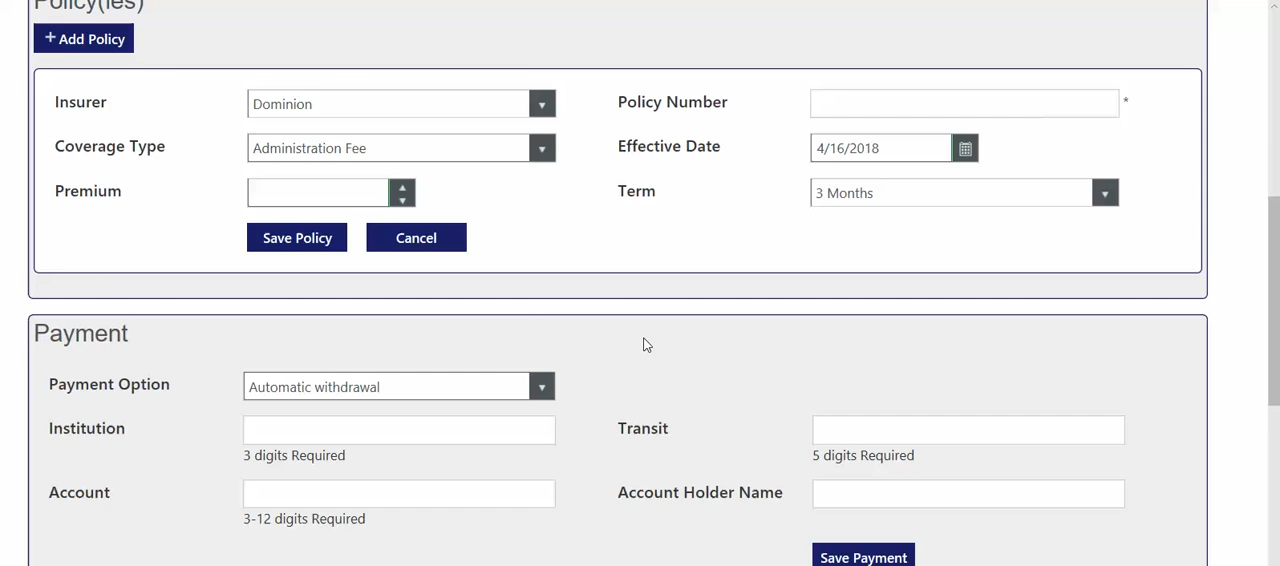 Policy(ies)
+ Add Policy
Insurer Dominion Policy Number *
Coverage Type Administration Fee Effective Date 4/16/2018
Premium Term 3 Months
Save Policy Cancel
Payment
Payment Option Automatic withdrawal
Institution Transit
3 digits Required 5 digits Required
Account Account Holder Name
3-12 digits Required
Save Payment